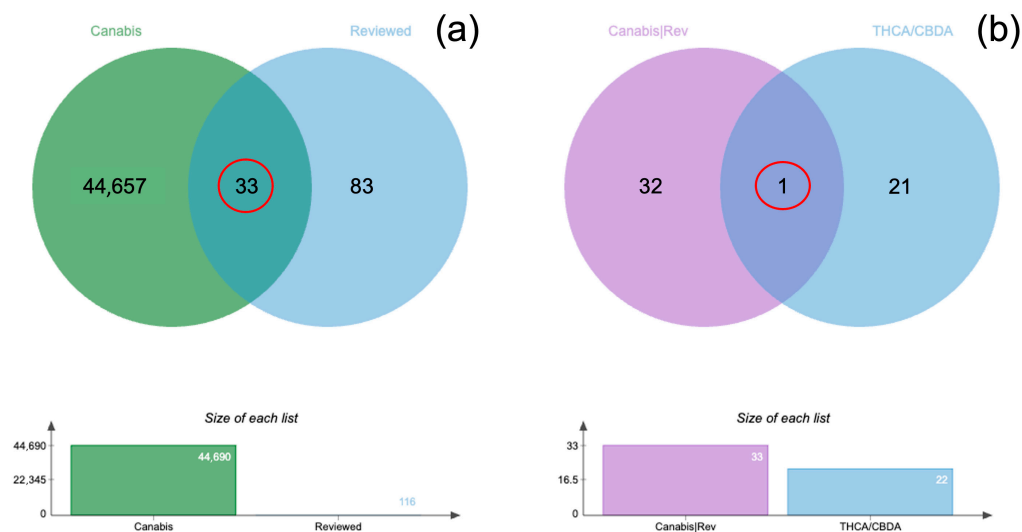 Canabis Reviewed (a)
44,657 33 83
Size of each list
44,690
22,345
0
44,690
116
Canabis Reviewed
Canabis|Rev THCA/CBDA (b)
32 1 21
Size of each list
33
16.5
0
33
22
Canabis|Rev THCA/CBDA